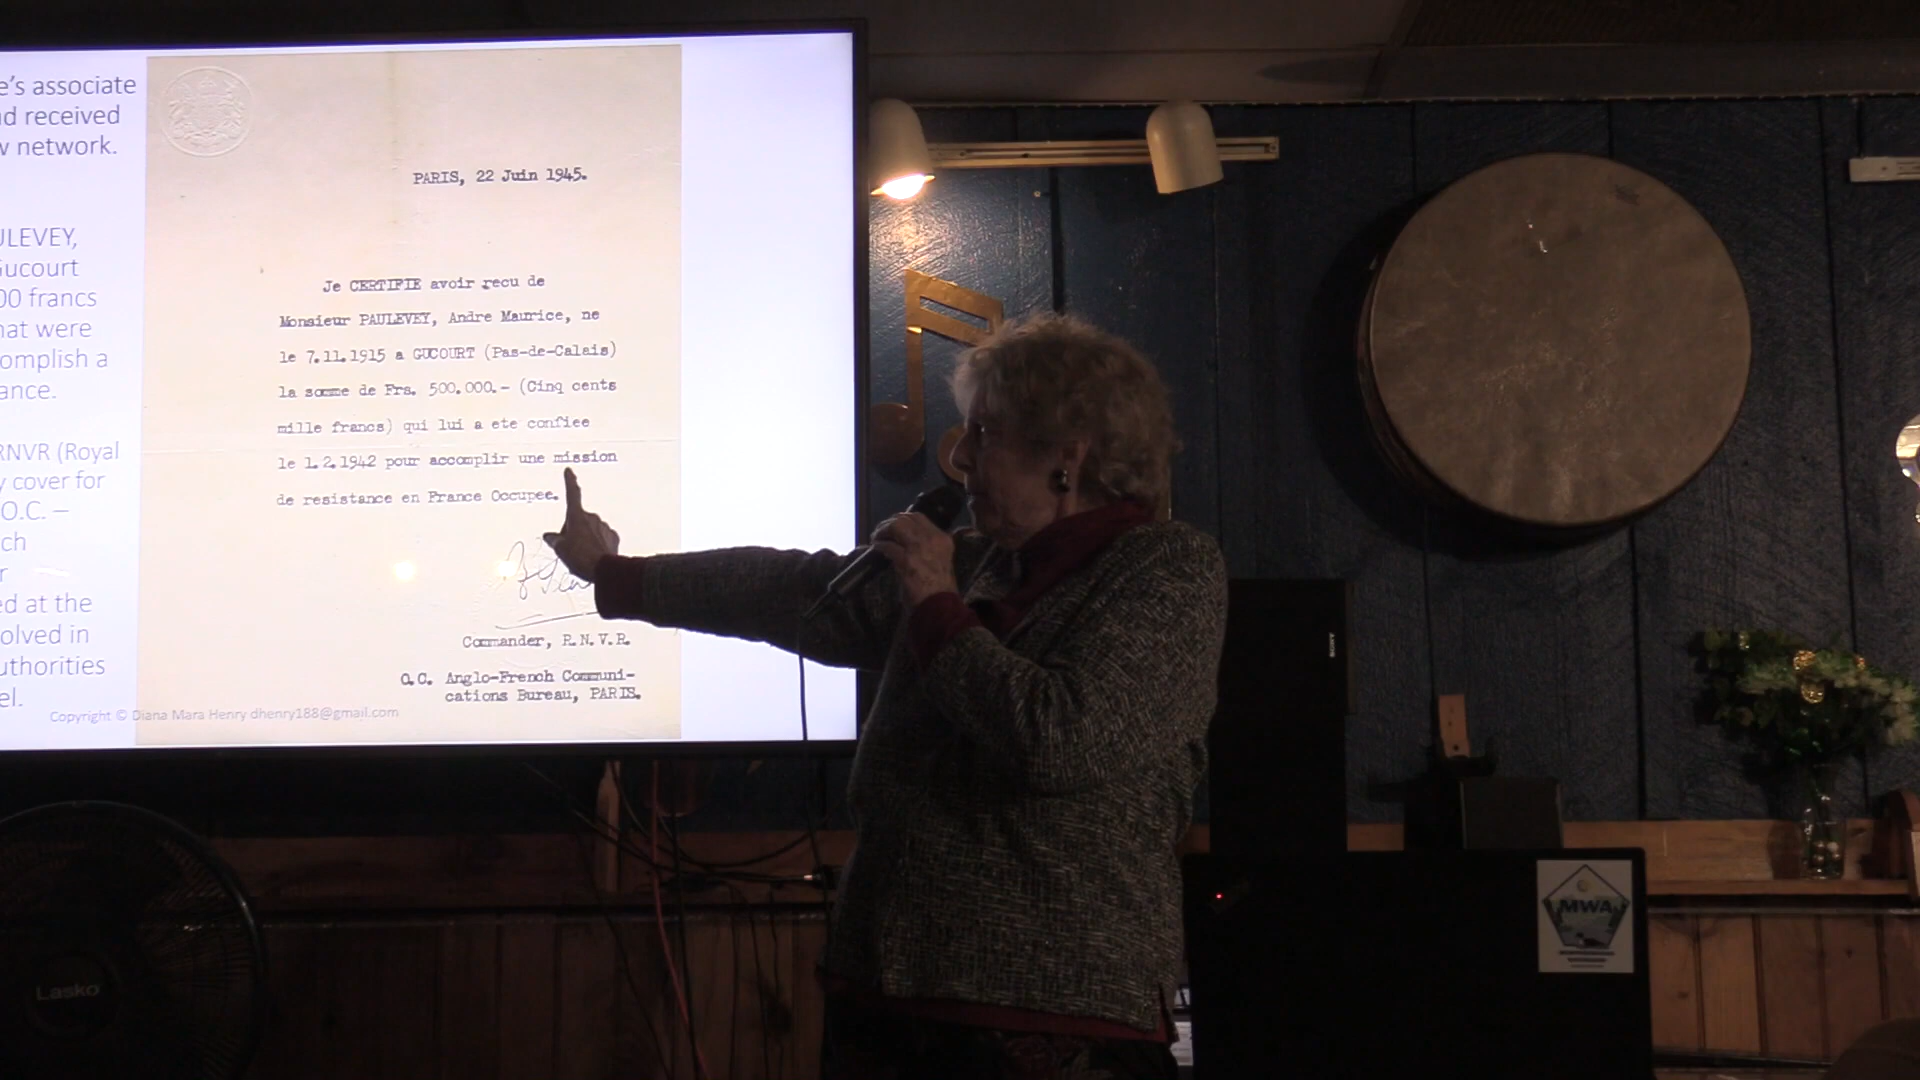 e's associate
nd received
w network.
ULEVEY,
Gucourt
00 francs
hat were
omplish a
ance.
RNVR (Royal
y cover for
O.C. –
ch
r
ed at the
olved in
uthorities
el.
PARIS, 22 Juin 1945.
Je CERTIFIE avoir recu de
Monsieur PAULEVEY, Andre Maurice, ne
le 7.11.1915 a GUCOURT (Pas-de-Calais)
la somme de Frs. 500.000.- (Cinq cents
mille francs) qui lui a ete confiee
le 1.2.1942 pour accomplir une mission
de resistance en France Occupee.
Commander, R.N.V.R.
O.C. Anglo-French Communi-
cations Bureau, PARIS.
Copyright © Diana Mara Henry dhenry188@gmail.com
SONY
Lasko
MWA